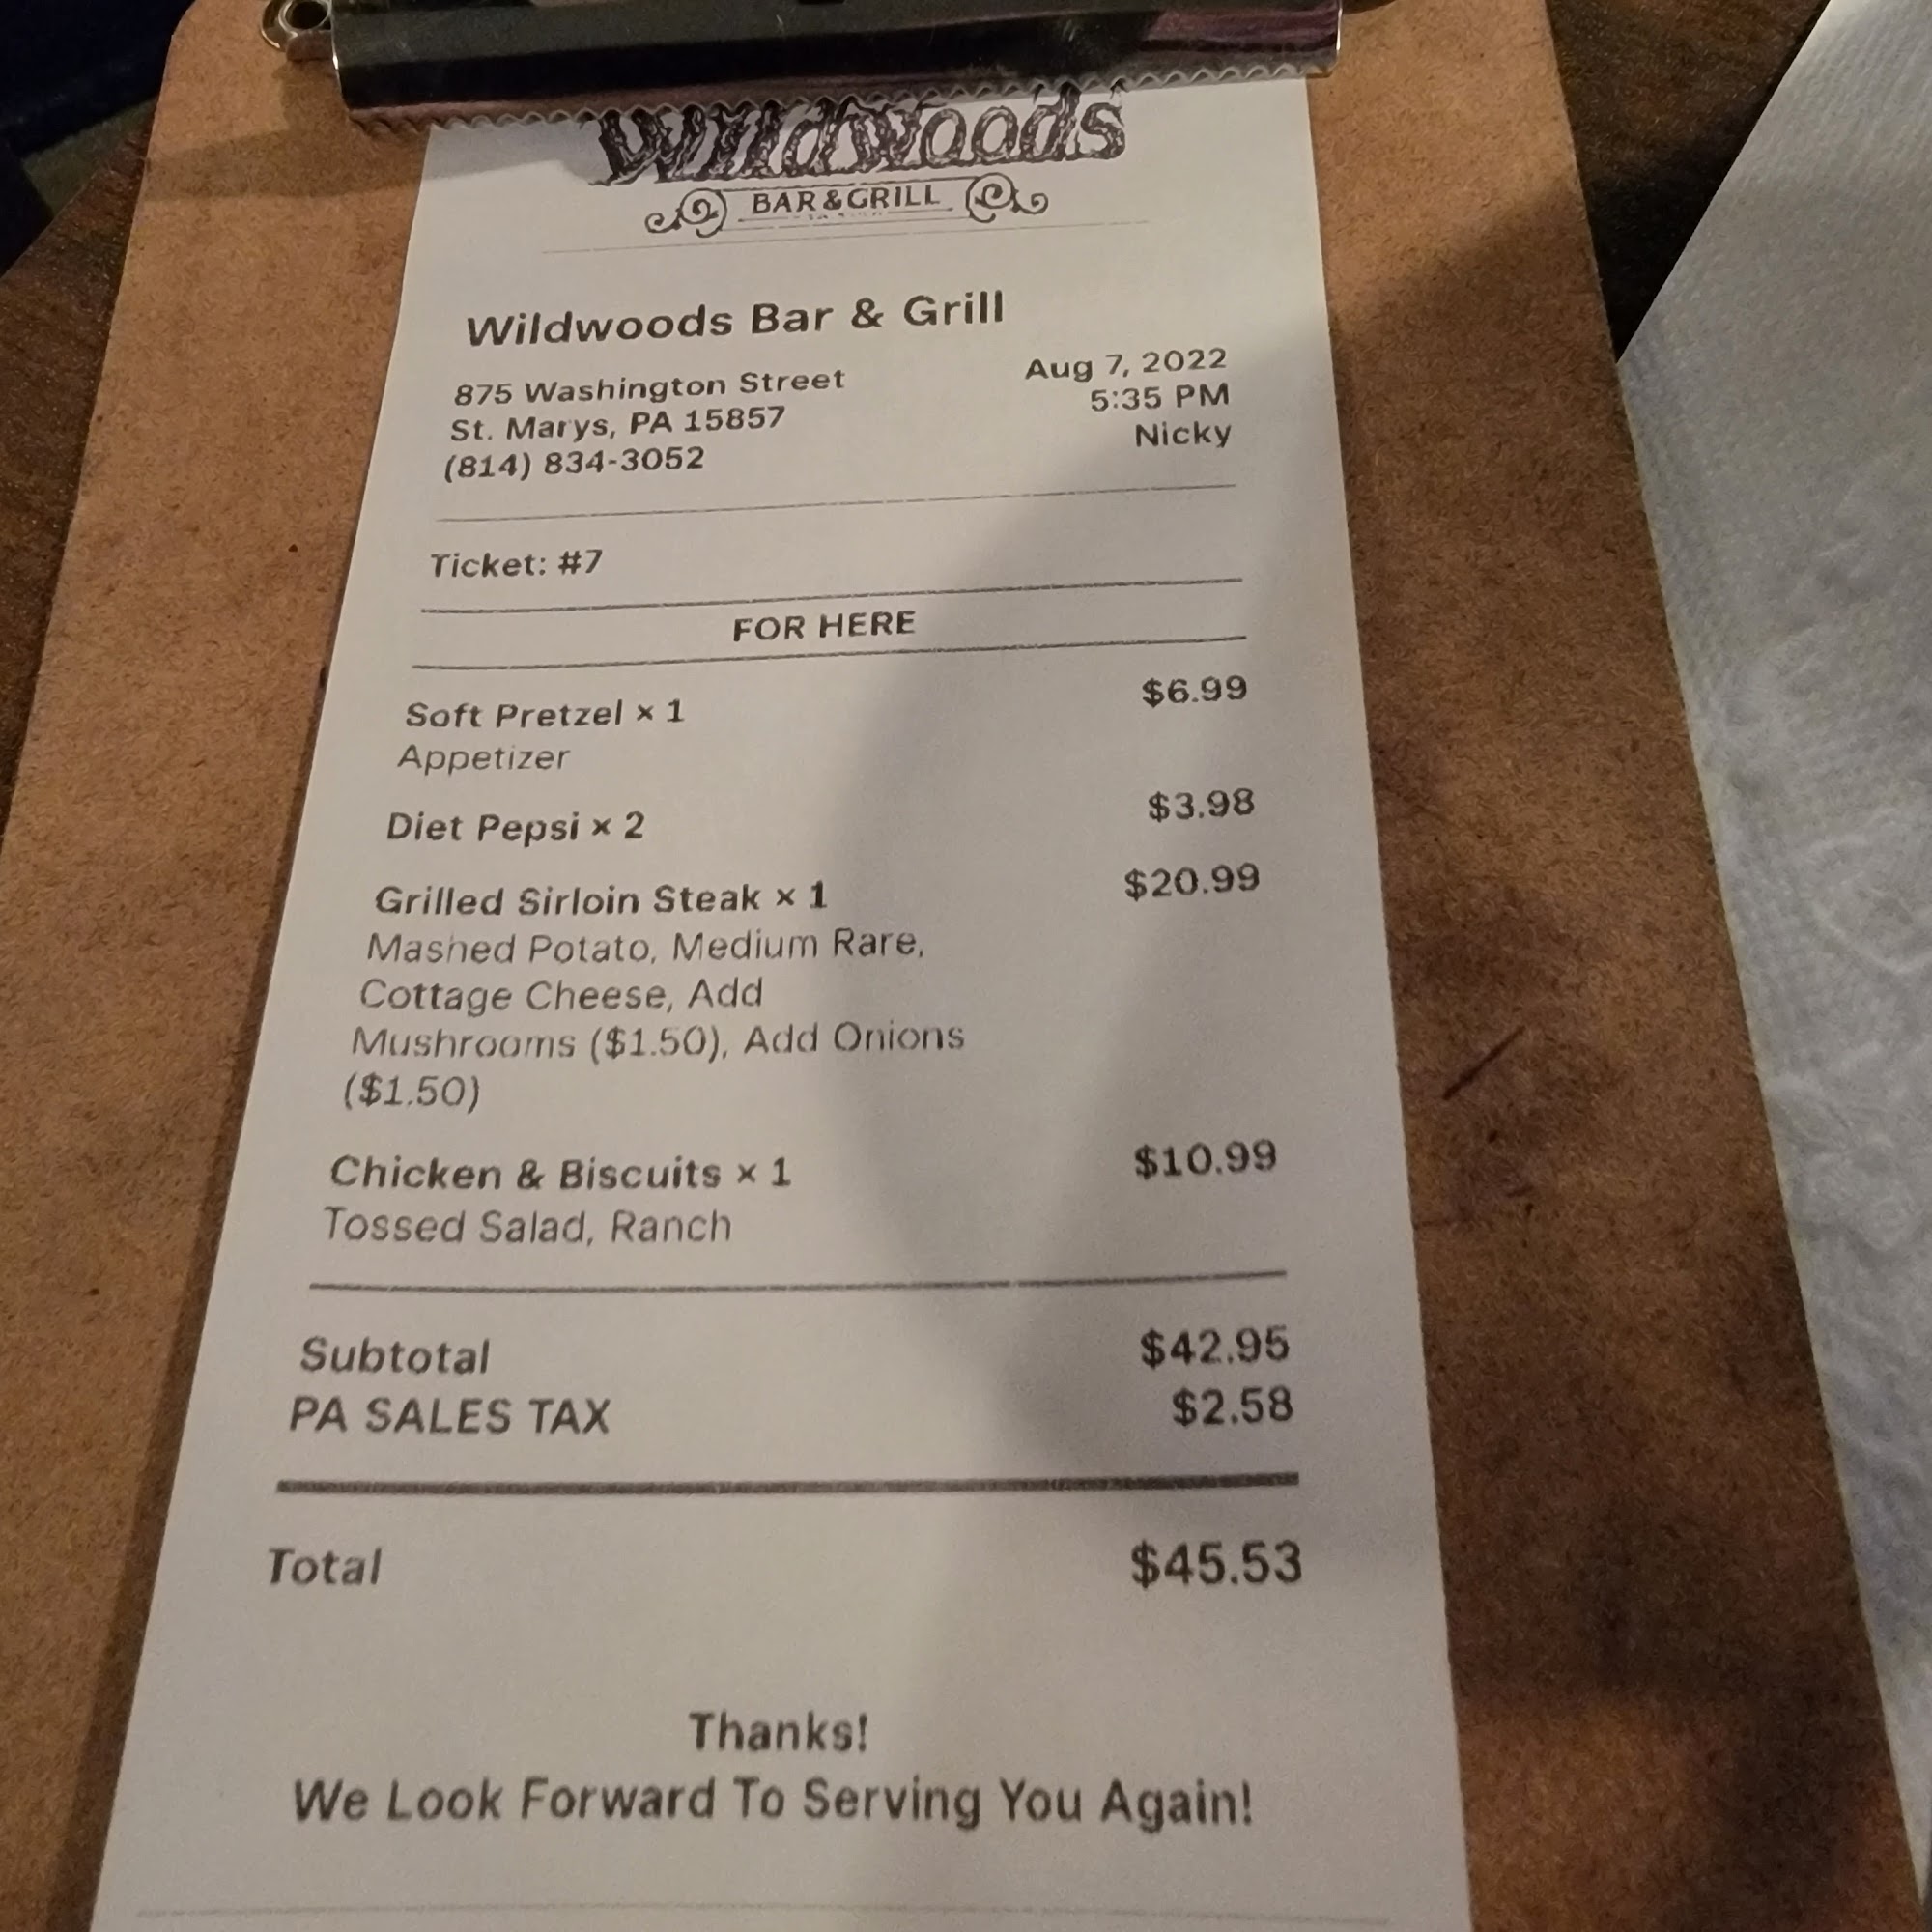 Wildwoods
BAR & GRILL
Wildwoods Bar & Grill
875 Washington Street
St. Marys, PA 15857
(814) 834-3052
Aug 7, 2022
5:35 PM
Nicky
Ticket: #7
FOR HERE
Soft Pretzel × 1 $6.99
Appetizer
Diet Pepsi × 2 $3.98
Grilled Sirloin Steak × 1 $20.99
Mashed Potato, Medium Rare,
Cottage Cheese, Add
Mushrooms ($1.50), Add Onions
($1.50)
Chicken & Biscuits × 1 $10.99
Tossed Salad, Ranch
Subtotal $42.95
PA SALES TAX $2.58
Total $45.53
Thanks!
We Look Forward To Serving You Again!